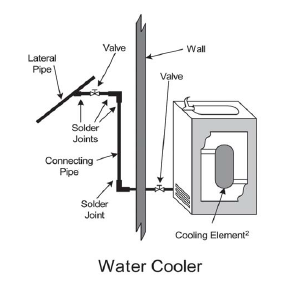 Valve
Lateral
Pipe
Wall
Valve
Solder
Joints
Connecting
Pipe
Solder
Joint
Cooling Element²
Water Cooler